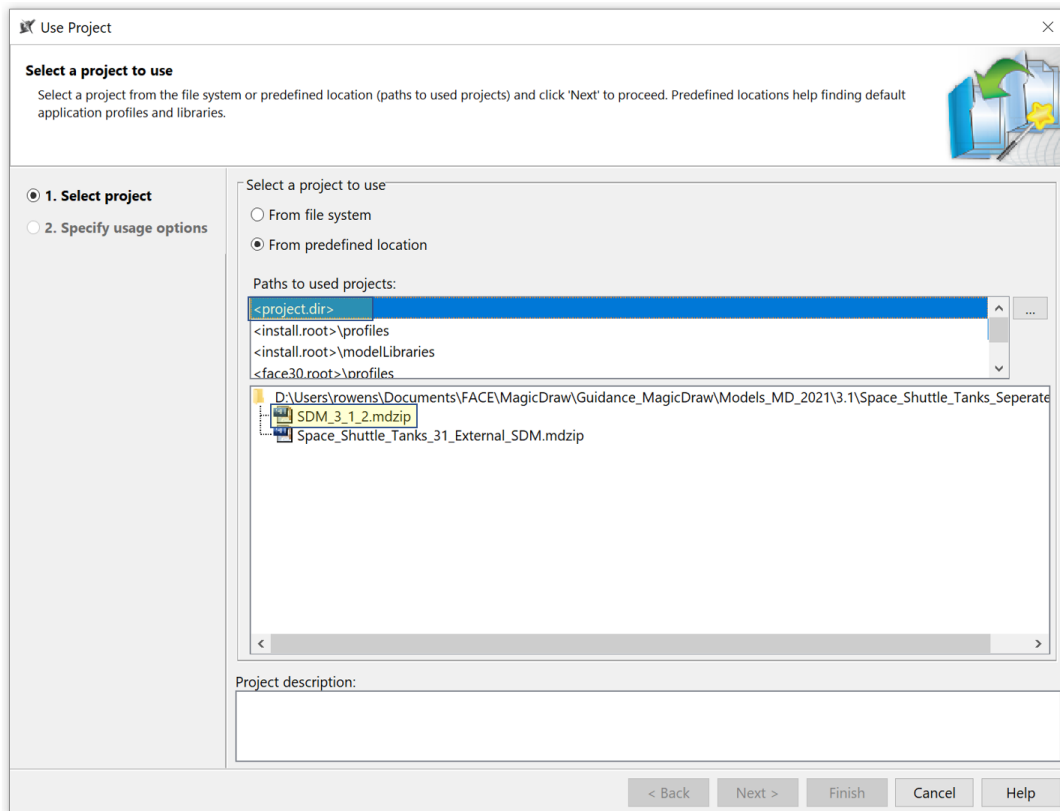 Use Project
Select a project to use
Select a project from the file system or predefined location (paths to used projects) and click 'Next' to proceed. Predefined locations help finding default
application profiles and libraries.
1. Select project
2. Specify usage options
Select a project to use
From file system
From predefined location
Paths to used projects:
<project.dir>
...
<install.root>\profiles
<install.root>\modelLibraries
<face30.root>\profiles
D:\Users\rowens\Documents\FACE\MagicDraw\Guidance_MagicDraw\Models_MD_2021\3.1\Space_Shuttle_Tanks_Seperate
SDM_3_1_2.mdzip
Space_Shuttle_Tanks_31_External_SDM.mdzip
Project description:
< Back
Next >
Finish
Cancel
Help